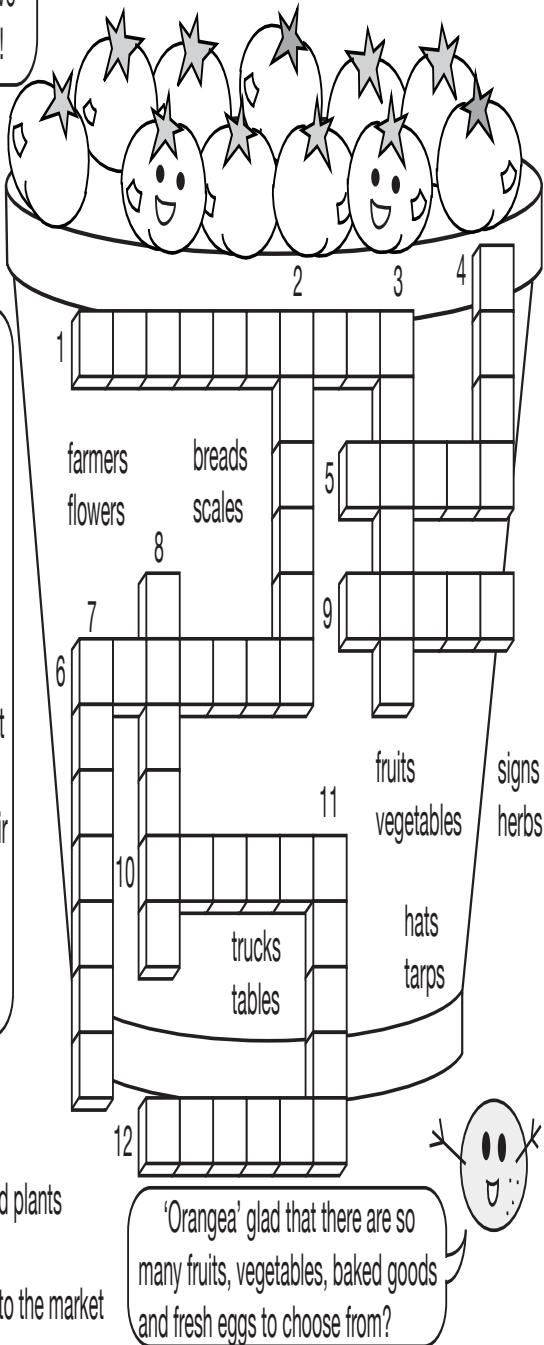 !
2
3
4
1
farmers
flowers
breads
scales
5
8
9
7
6
fruits
vegetables
signs
herbs
11
10
hats
tarps
trucks
tables
12
d plants
to the market
'Orangea' glad that there are so
many fruits, vegetables, baked goods
and fresh eggs to choose from?